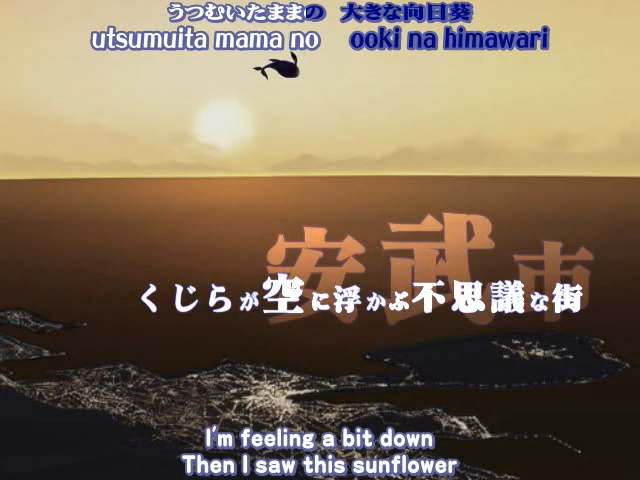 うつむいたままの 大きな向日葵
utsumuita mama no ooki na himawari
安武市
くじらが空に浮かぶ不思議な街
I'm feeling a bit down
Then I saw this sunflower